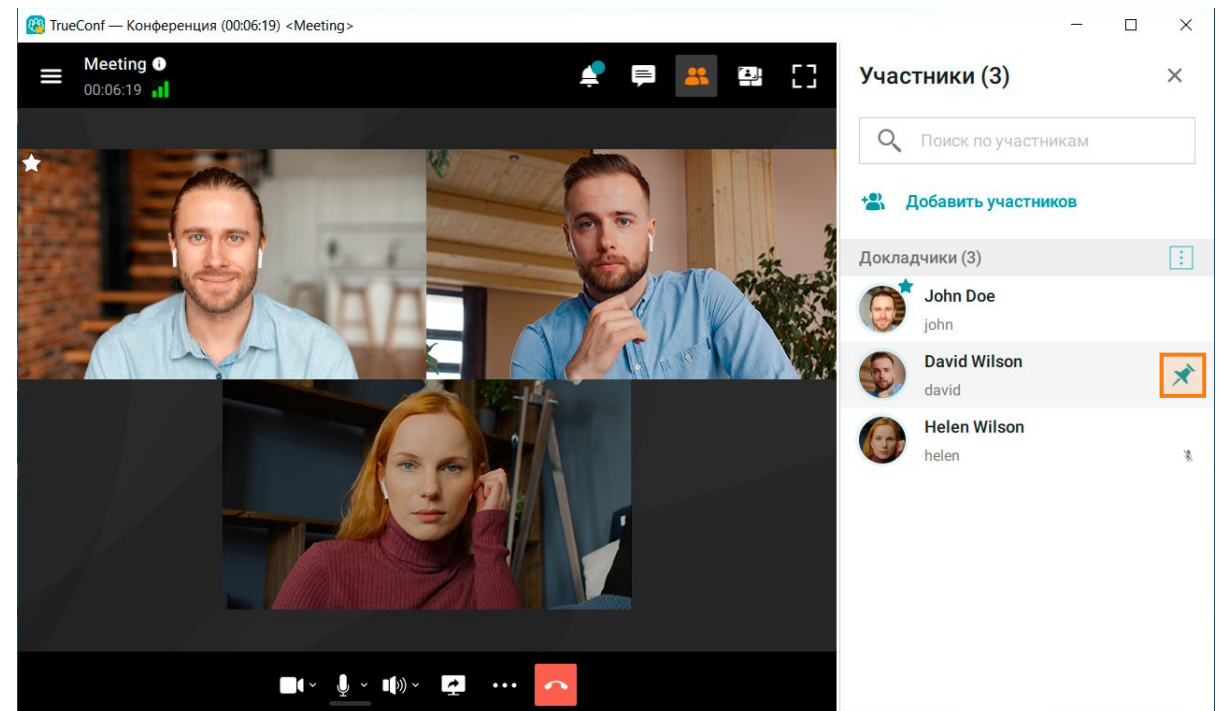 TrueConf — Конференция (00:06:19) <Meeting>
Meeting
00:06:19
Участники (3)
Поиск по участникам
Добавить участников
Докладчики (3)
John Doe
john
David Wilson
david
Helen Wilson
helen